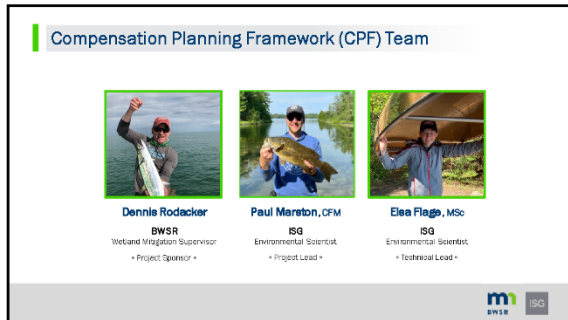 Compensation Planning Framework (CPF) Team
Dennis Rodacker
BWSR
Wetland Mitigation Supervisor
• Project Sponsor •
Paul Marston, CFM
ISG
Environmental Scientist
• Project Lead •
Elsa Flage, MSc
ISG
Environmental Scientist
• Technical Lead •
mn
BWSR
ISG